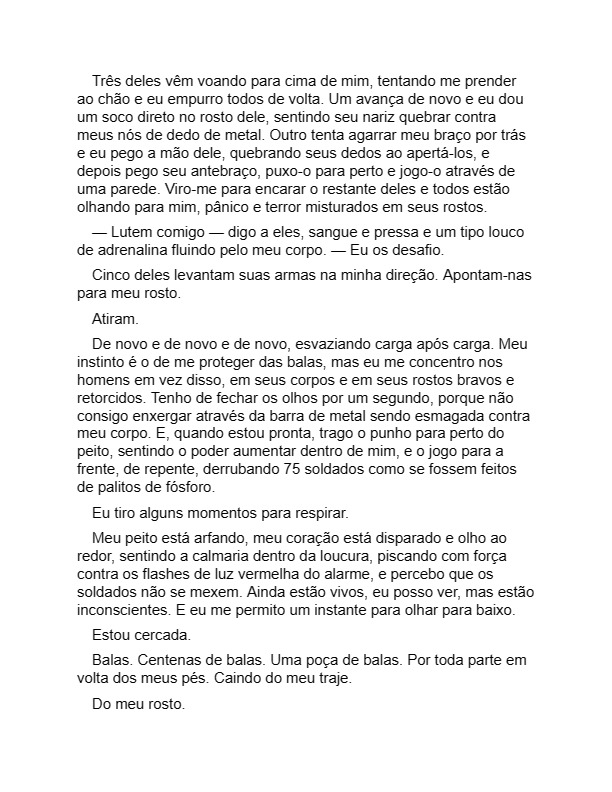 Três deles vêm voando para cima de mim, tentando me prender
ao chão e eu empurro todos de volta. Um avança de novo e eu dou
um soco direto no rosto dele, sentindo seu nariz quebrar contra
meus nós de dedo de metal. Outro tenta agarrar meu braço por trás
e eu pego a mão dele, quebrando seus dedos ao apertá-los, e
depois pego seu antebraço, puxo-o para perto e jogo-o através de
uma parede. Viro-me para encarar o restante deles e todos estão
olhando para mim, pânico e terror misturados em seus rostos.
— Lutem comigo — digo a eles, sangue e pressa e um tipo louco
de adrenalina fluindo pelo meu corpo. — Eu os desafio.
Cinco deles levantam suas armas na minha direção. Apontam-nas
para meu rosto.
Atiram.
De novo e de novo e de novo, esvaziando carga após carga. Meu
instinto é o de me proteger das balas, mas eu me concentro nos
homens em vez disso, em seus corpos e em seus rostos bravos e
retorcidos. Tenho de fechar os olhos por um segundo, porque não
consigo enxergar através da barra de metal sendo esmagada contra
meu corpo. E, quando estou pronta, trago o punho para perto do
peito, sentindo o poder aumentar dentro de mim, e o jogo para a
frente, de repente, derrubando 75 soldados como se fossem feitos
de palitos de fósforo.
Eu tiro alguns momentos para respirar.
Meu peito está arfando, meu coração está disparado e olho ao
redor, sentindo a calmaria dentro da loucura, piscando com força
contra os flashes de luz vermelha do alarme, e percebo que os
soldados não se mexem. Ainda estão vivos, eu posso ver, mas estão
inconscientes. E eu me permito um instante para olhar para baixo.
Estou cercada.
Balas. Centenas de balas. Uma poça de balas. Por toda parte em
volta dos meus pés. Caindo do meu traje.
Do meu rosto.